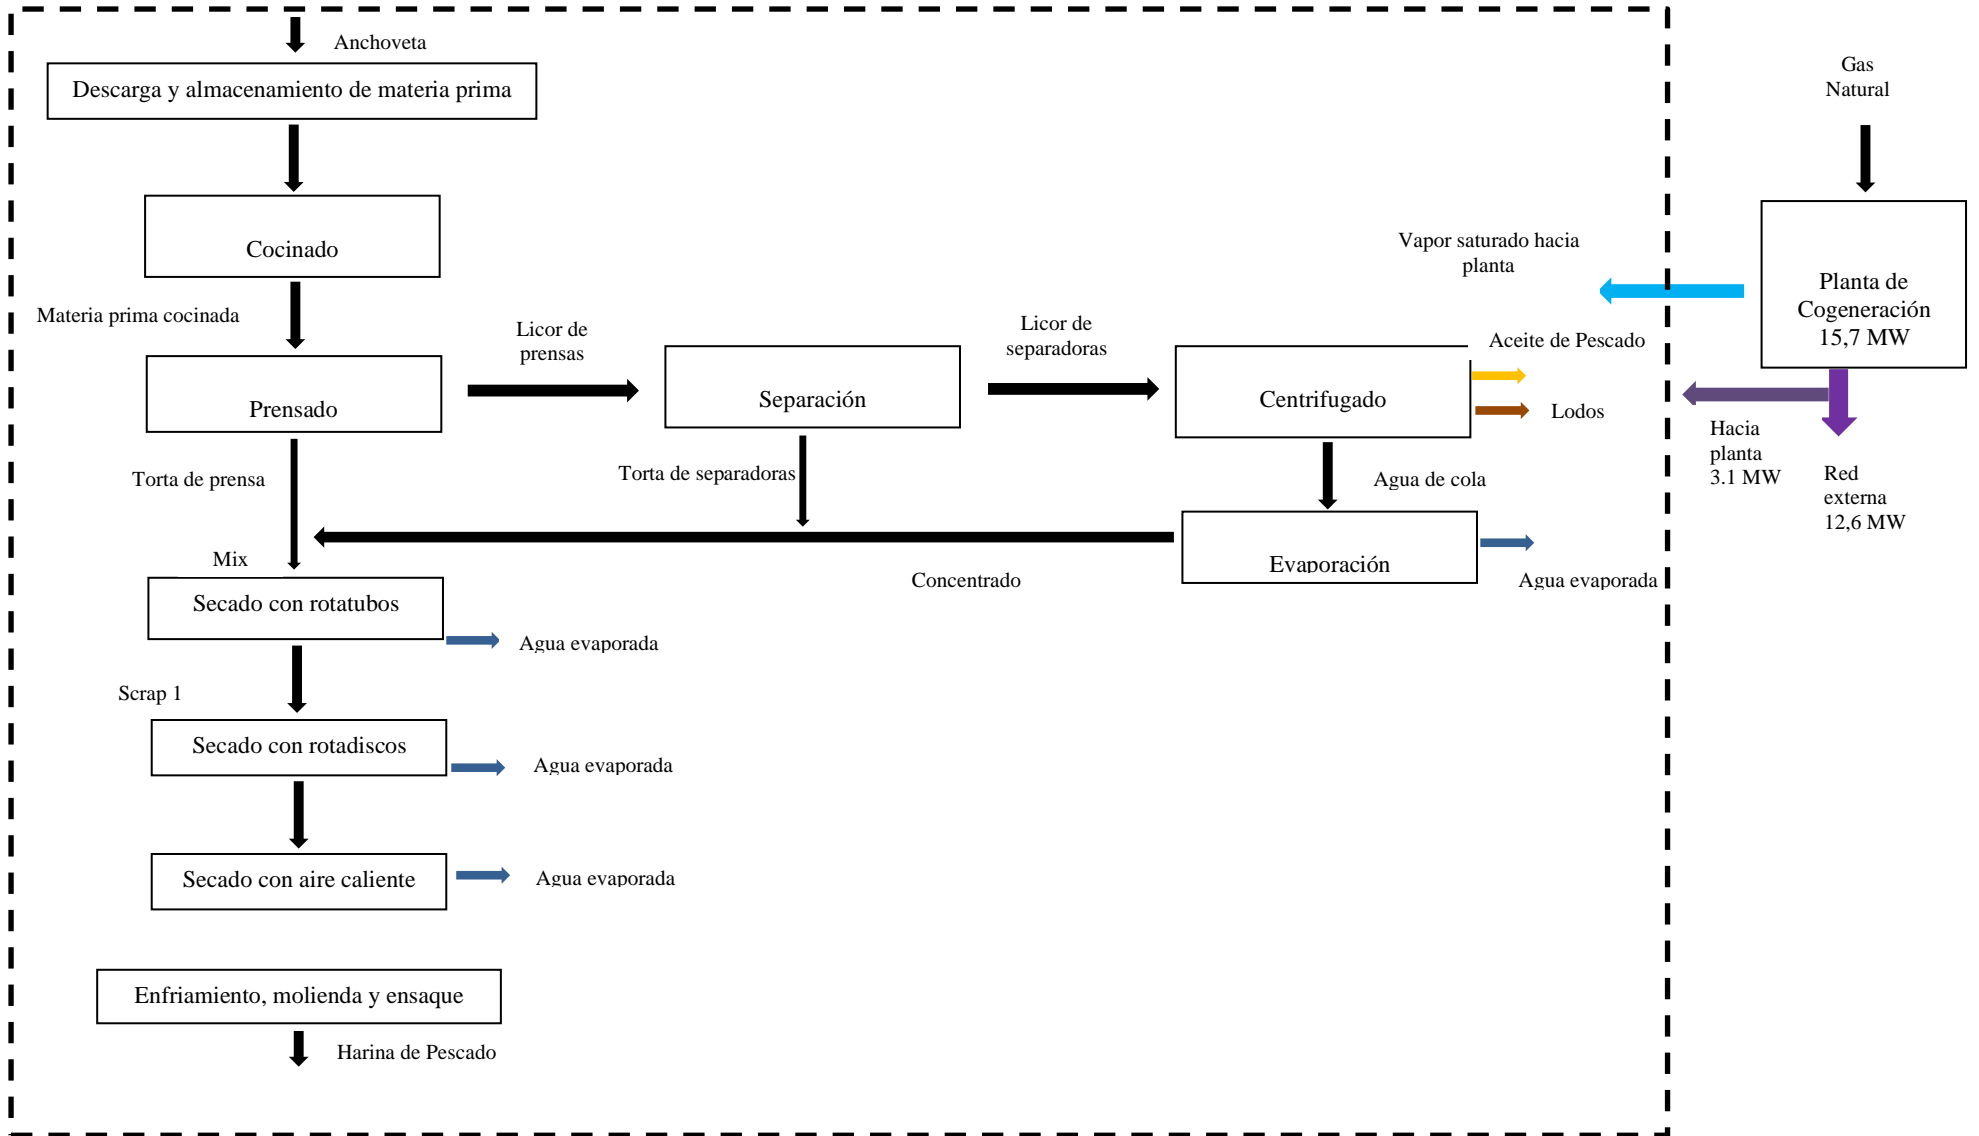 Anchoveta
Descarga y almacenamiento de materia prima
Gas
Natural
Cocinado
Vapor saturado hacia
planta
Planta de
Cogeneración
15,7 MW
Materia prima cocinada
Licor de
prensas
Licor de
separadoras
Aceite de Pescado
Prensado
Separación
Centrifugado
Lodos
Hacia
planta
3.1 MW
Red
externa
12,6 MW
Torta de prensa
Torta de separadoras
Agua de cola
Mix
Evaporación
Concentrado
Agua evaporada
Secado con rotatubos
Agua evaporada
Scrap 1
Secado con rotadiscos
Agua evaporada
Secado con aire caliente
Agua evaporada
Enfriamiento, molienda y ensaque
Harina de Pescado